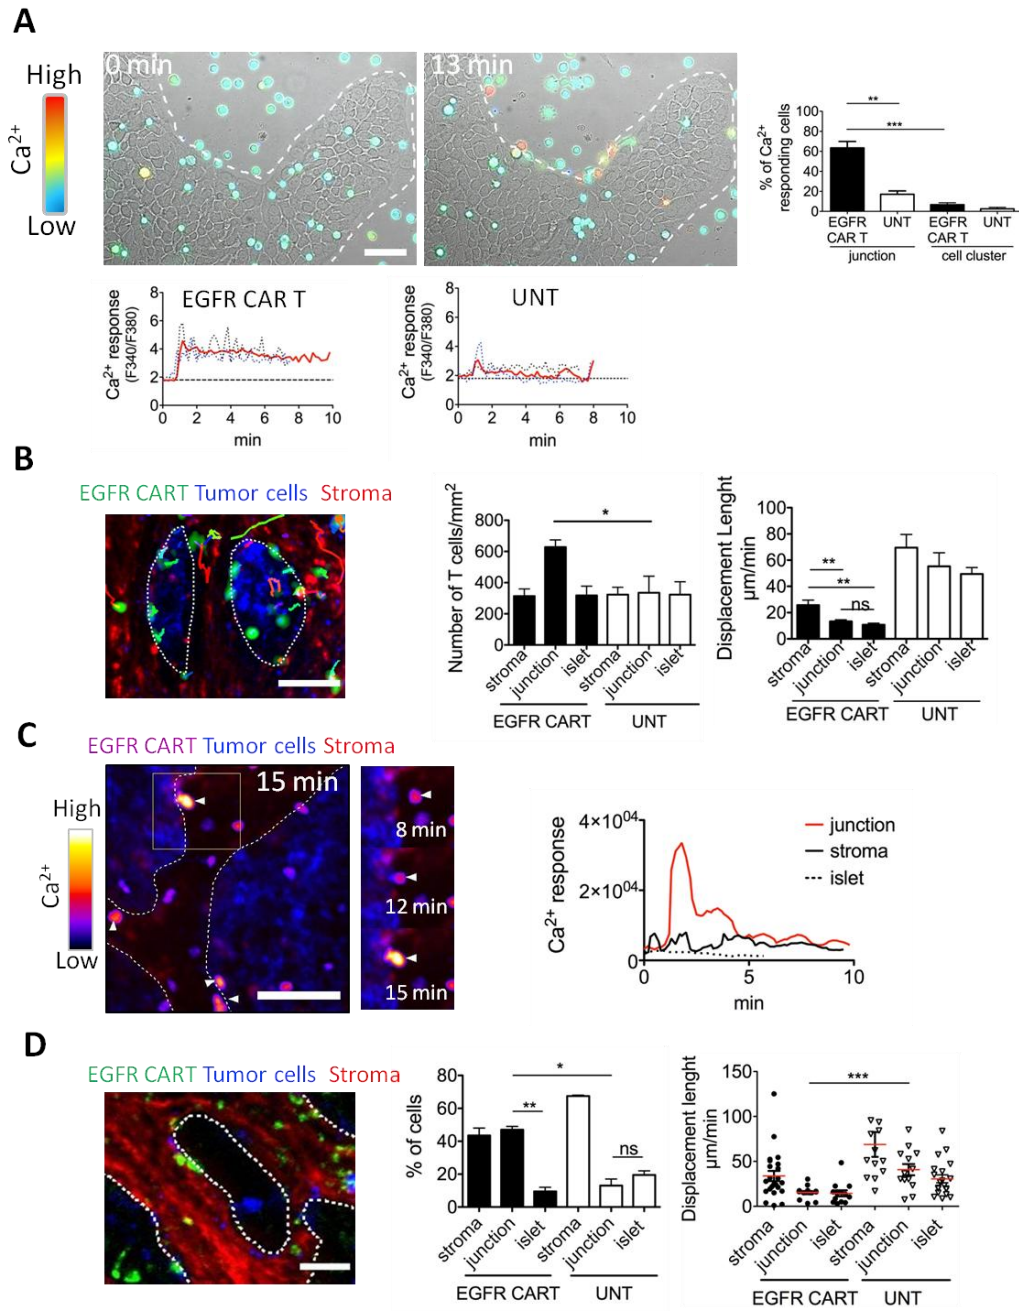 A
High
Ca2+
Low
0 min
13 min
% of Ca2+
responding cells
100
80
60
40
20
0
**
***
EGFR
CAR T
UNT
EGFR
CAR T
UNT
junction
cell cluster
EGFR CAR T
Ca2+ response
(F340/F380)
8
6
4
2
0
0 2 4 6 8 10
min
UNT
Ca2+ response
(F340/F380)
8
6
4
2
0
0 2 4 6 8 10
min
B
EGFR CART Tumor cells Stroma
Number of T cells/mm2
800
600
400
200
0
*
stroma
junction
islet
stroma
junction
islet
EGFR CART
UNT
Displacement Lenght
µm/min
100
80
60
40
20
0
**
**
ns
stroma
junction
islet
stroma
junction
islet
EGFR CART
UNT
C
EGFR CART Tumor cells Stroma
High
Ca2+
Low
15 min
8 min
12 min
15 min
Ca2+ response
4×1004
2×1004
0
0 5 10
min
junction
stroma
islet
D
EGFR CART Tumor cells Stroma
% of cells
80
60
40
20
0
*
**
ns
stroma
junction
islet
stroma
junction
islet
EGFR CART
UNT
Displacement lenght
µm/min
150
100
50
0
***
stroma
junction
islet
stroma
junction
islet
EGFR CART
UNT